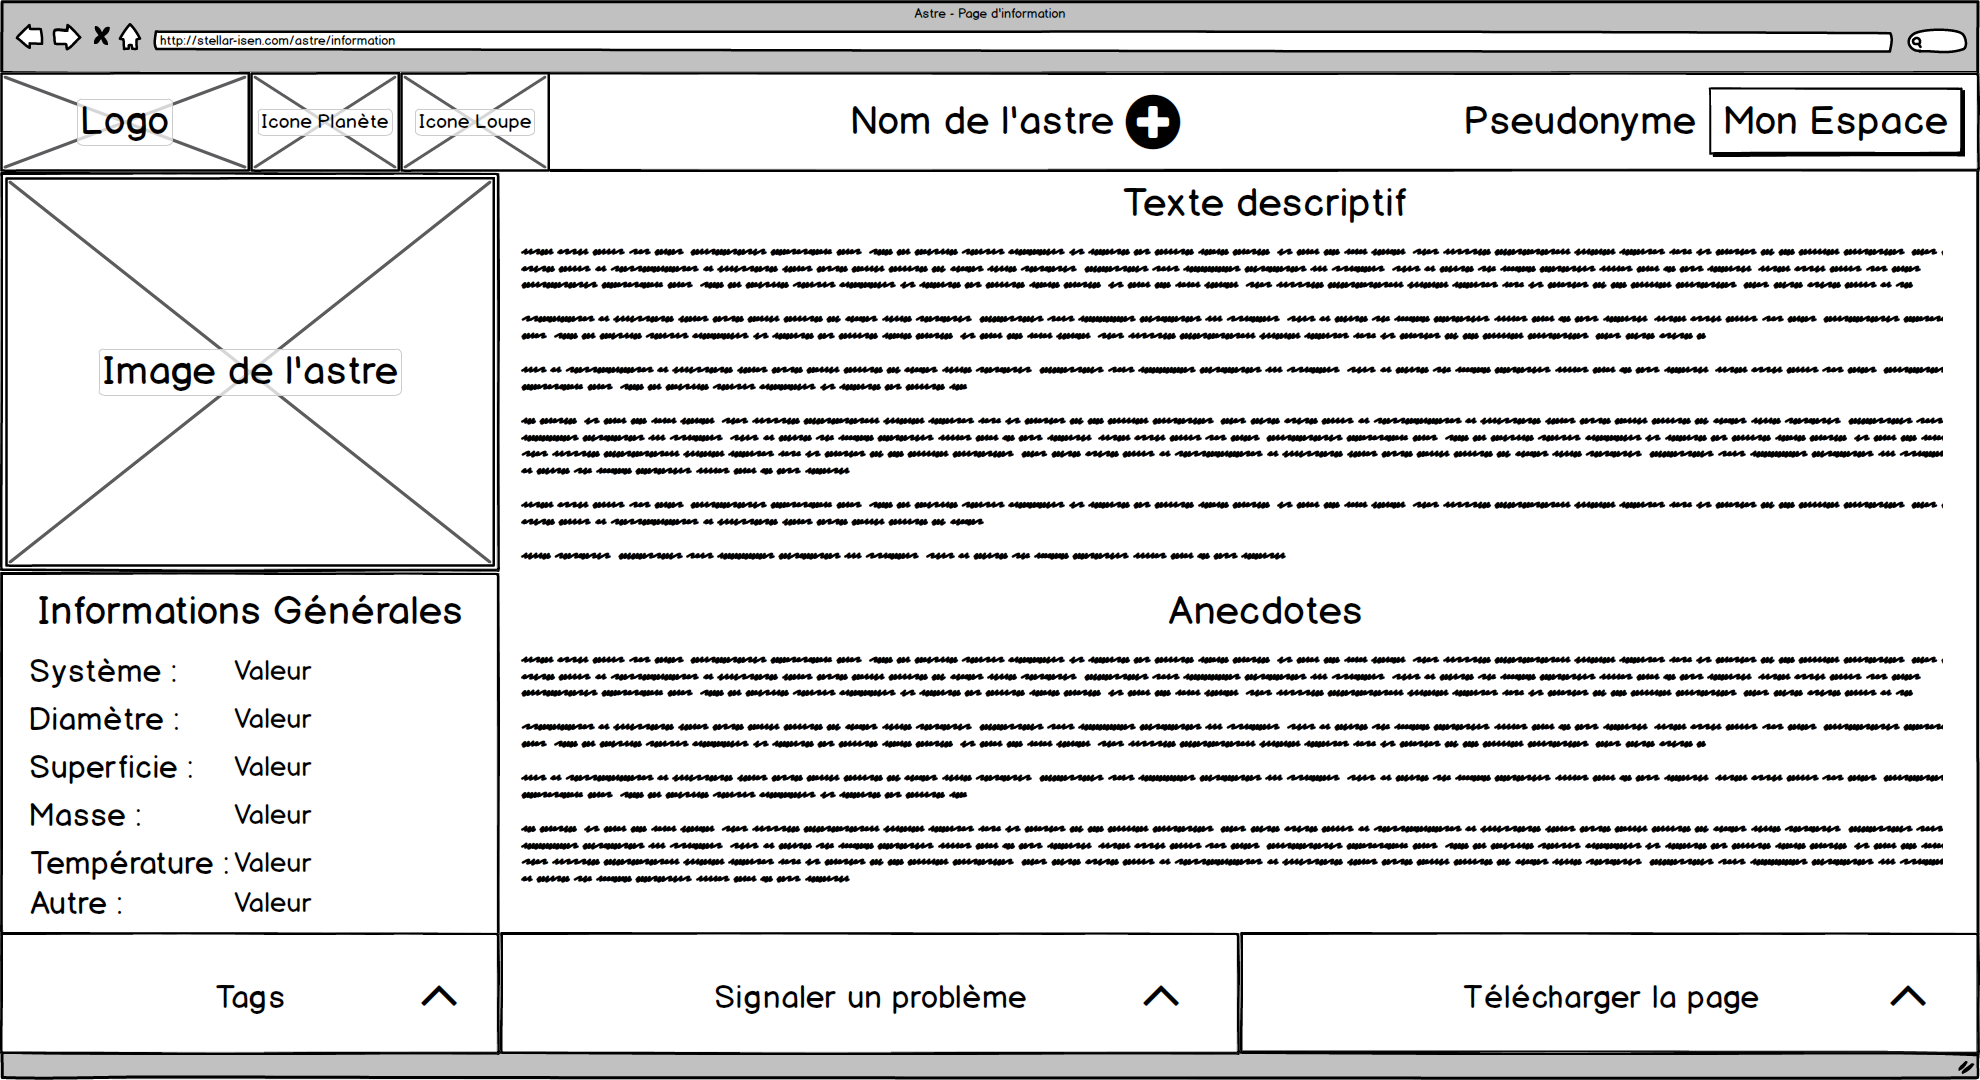 Astre - Page d'information
http://stellar-isen.com/astre/information
Logo
Icone Planète
Icone Loupe
Nom de l'astre
Pseudonyme
Mon Espace
Image de l'astre
Texte descriptif
Informations Générales
Système : Valeur
Diamètre : Valeur
Superficie : Valeur
Masse : Valeur
Température : Valeur
Autre : Valeur
Anecdotes
Tags
Signaler un problème
Télécharger la page